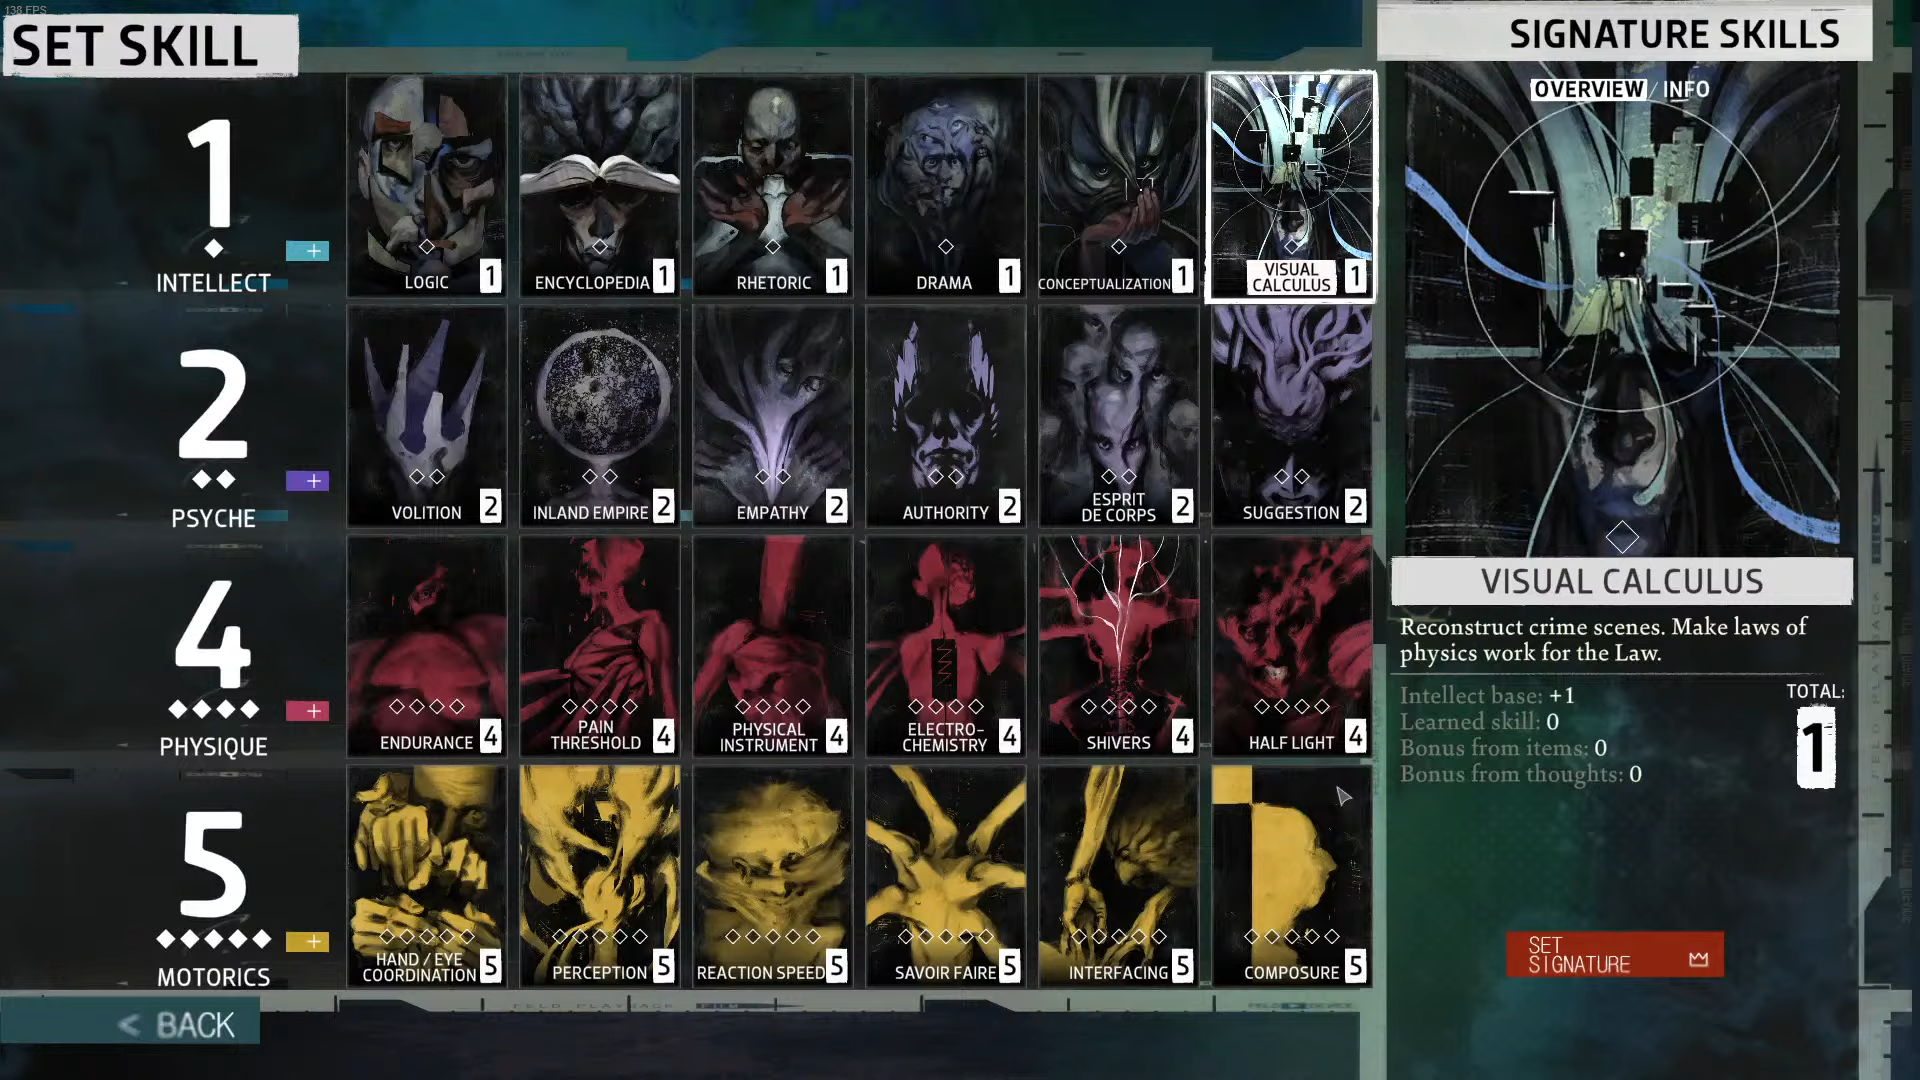 138 FPS
SET SKILL
SIGNATURE SKILLS
OVERVIEW / INFO
1
INTELLECT
+
LOGIC 1
ENCYCLOPEDIA 1
RHETORIC 1
DRAMA 1
CONCEPTUALIZATION 1
VISUAL
CALCULUS 1
2
PSYCHE
+
VOLITION 2
INLAND EMPIRE 2
EMPATHY 2
AUTHORITY 2
ESPRIT
DE CORPS 2
SUGGESTION 2
4
PHYSIQUE
+
ENDURANCE 4
PAIN
THRESHOLD 4
PHYSICAL
INSTRUMENT 4
ELECTRO-
CHEMISTRY 4
SHIVERS 4
HALF LIGHT 4
5
MOTORICS
+
HAND / EYE
COORDINATION 5
PERCEPTION 5
REACTION SPEED 5
SAVOIR FAIRE 5
INTERFACING 5
COMPOSURE 5
< BACK
VISUAL CALCULUS
Reconstruct crime scenes. Make laws of
physics work for the Law.
Intellect base: +1
Learned skill: 0
Bonus from items: 0
Bonus from thoughts: 0
TOTAL:
1
SET
SIGNATURE